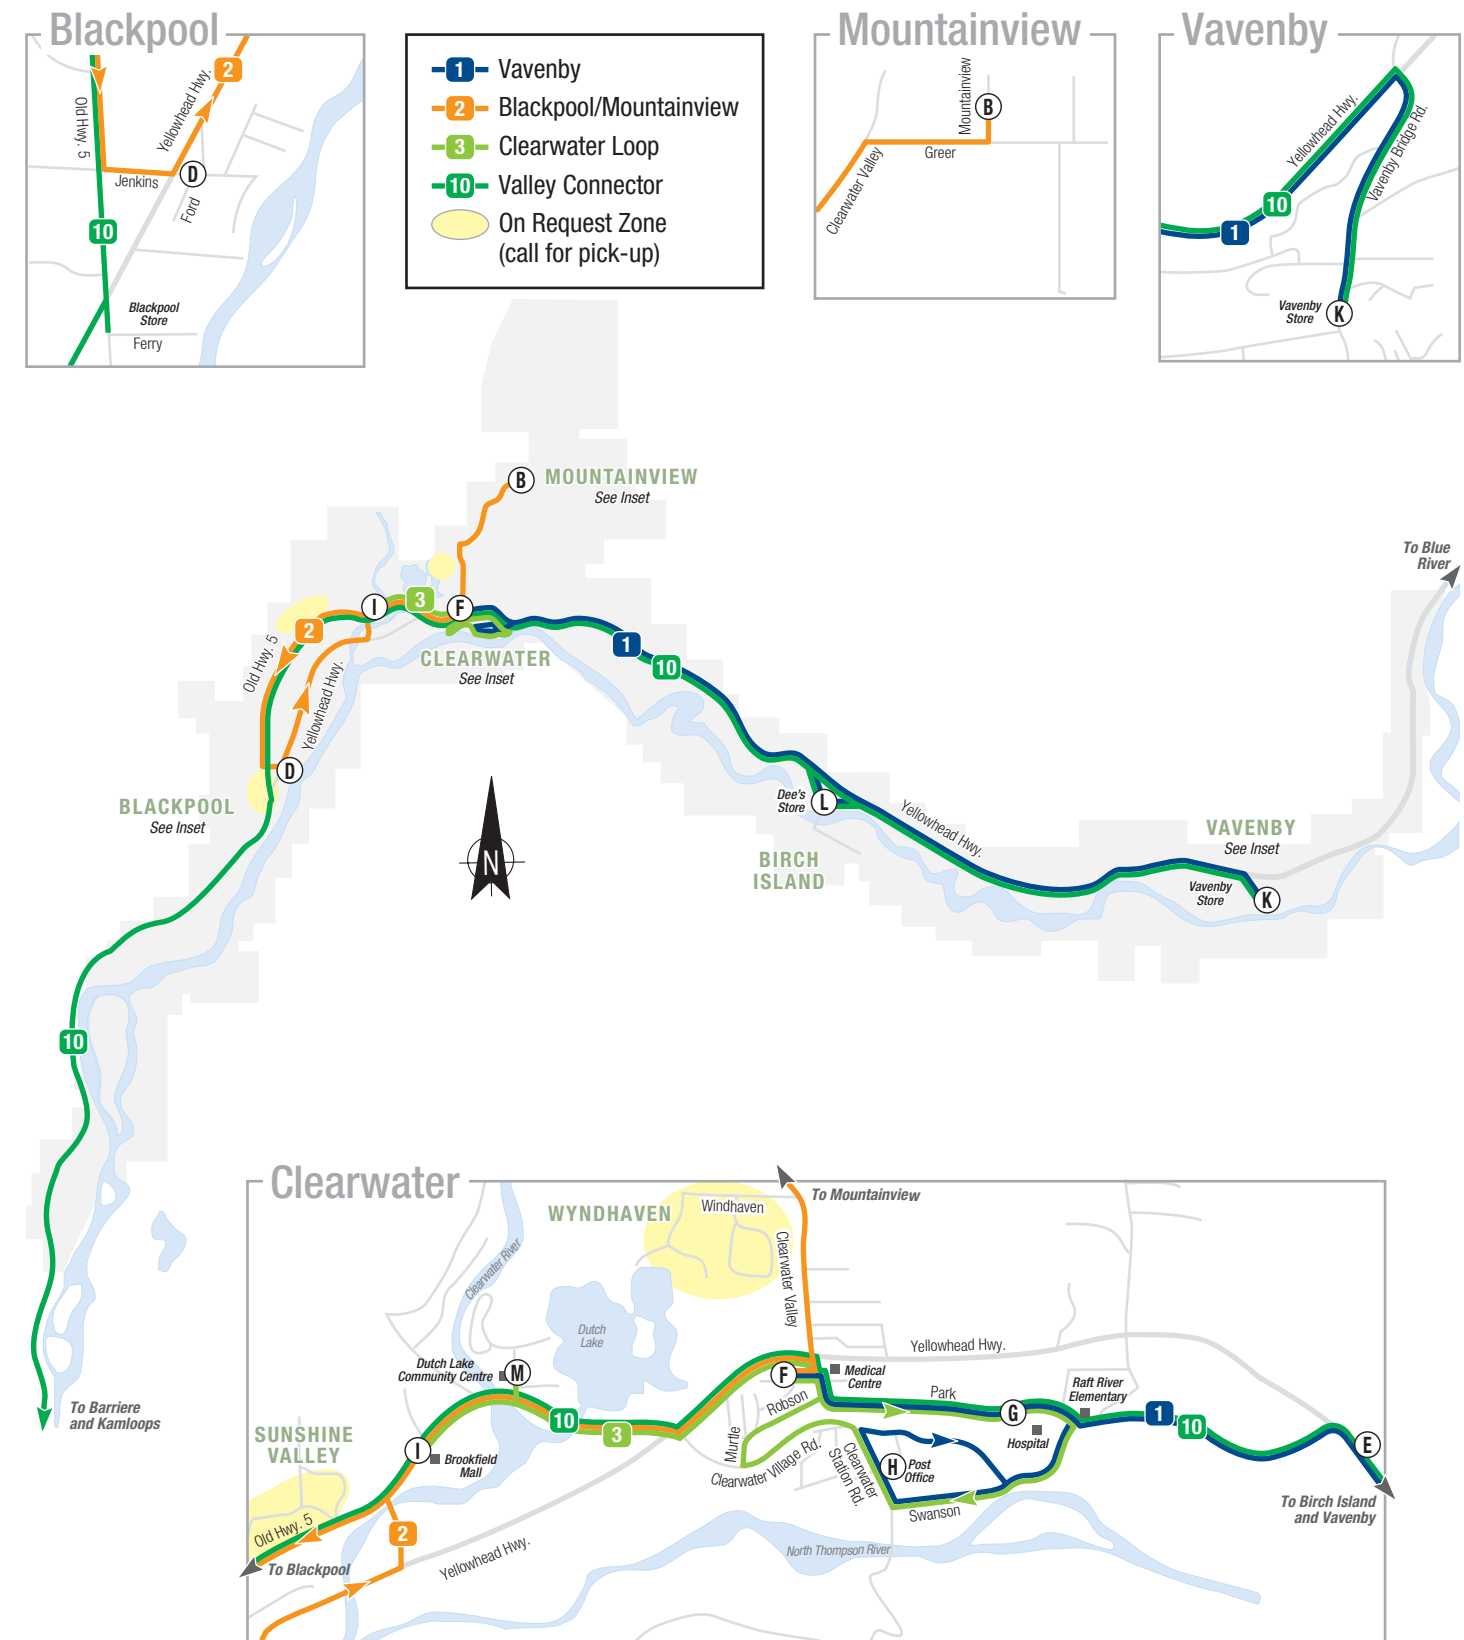 Blackpool
Old Hwy. 5
Yellowhead Hwy.
2
Jenkins
D
Ford
10
Blackpool
Store
Ferry
1 Vavenby
2 Blackpool/Mountainview
3 Clearwater Loop
10 Valley Connector
On Request Zone
(call for pick-up)
Mountainview
Mountainview
B
Greer
Clearwater Valley
Vavenby
Yellowhead Hwy.
Vavenby Bridge Rd.
10
1
Vavenby
Store
K
B
MOUNTAINVIEW
See Inset
To Blue
River
I
3
F
2
1
10
Old Hwy. 5
Yellowhead Hwy.
CLEARWATER
See Inset
D
BLACKPOOL
See Inset
Dee's
Store
L
Yellowhead Hwy.
N
BIRCH
ISLAND
VAVENBY
See Inset
Vavenby
Store
K
10
To Barriere
and Kamloops
Clearwater
To Mountainview
WYNDHAVEN
Windhaven
Clearwater River
Clearwater Valley
Dutch
Lake
Yellowhead Hwy.
Dutch Lake
Community Centre
M
F
Medical
Centre
Raft River
Elementary
Park
Robson
G
10
3
1
10
Hospital
SUNSHINE
VALLEY
I
Brookfield
Mall
Murtle
Clearwater Village Rd.
Clearwater
Station Rd.
H
Post
Office
E
Swanson
To Birch Island
and Vavenby
Old Hwy. 5
2
To Blackpool
Yellowhead Hwy.
North Thompson River